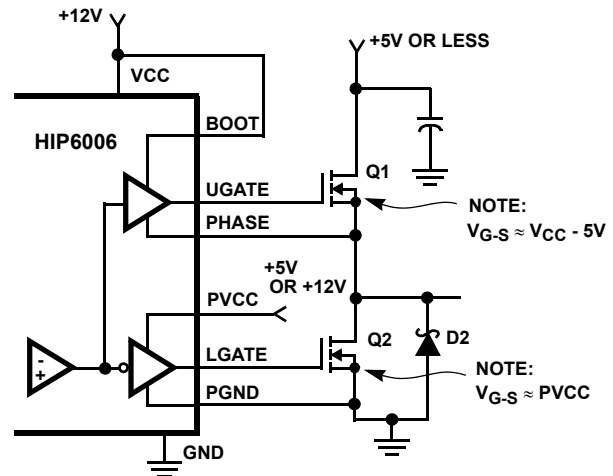 +12V
+5V OR LESS
VCC
BOOT
HIP6006
Q1
UGATE
NOTE:
VG-S ≈ VCC - 5V
PHASE
+5V
OR +12V
PVCC
Q2
D2
-
+
LGATE
NOTE:
VG-S ≈ PVCC
PGND
GND